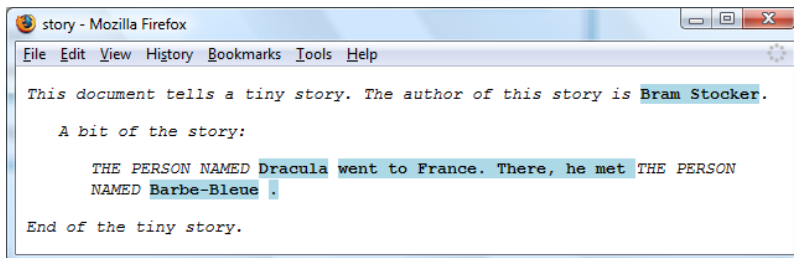 story - Mozilla Firefox
File Edit View History Bookmarks Tools Help
This document tells a tiny story. The author of this story is Bram Stocker.
A bit of the story:
THE PERSON NAMED Dracula went to France. There, he met THE PERSON
NAMED Barbe-Bleue .
End of the tiny story.